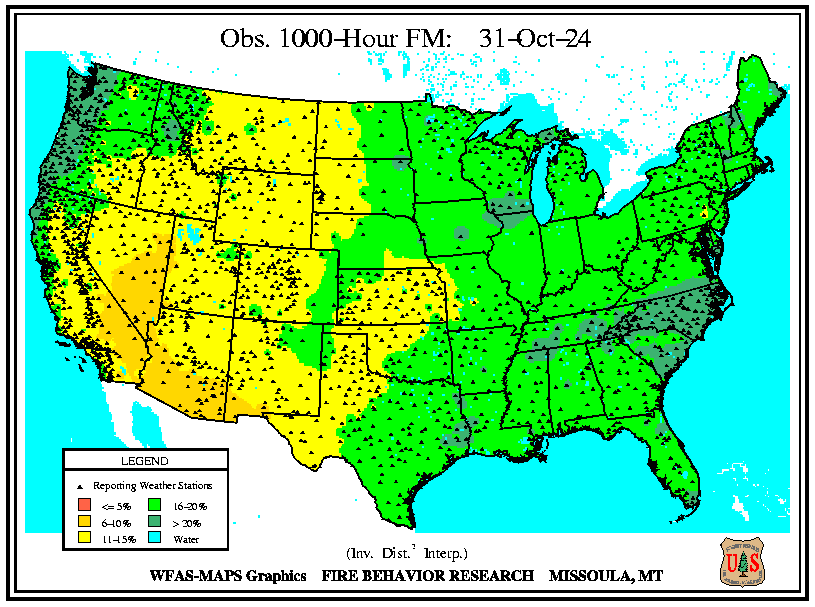 Obs. 1000-Hour FM: 31-Oct-24
LEGEND
Reporting Weather Stations
<= 5%
16-20%
6-10%
> 20%
11-15%
Water
(Inv. Dist.² Interp.)
WFAS-MAPS Graphics FIRE BEHAVIOR RESEARCH MISSOULA, MT
U S